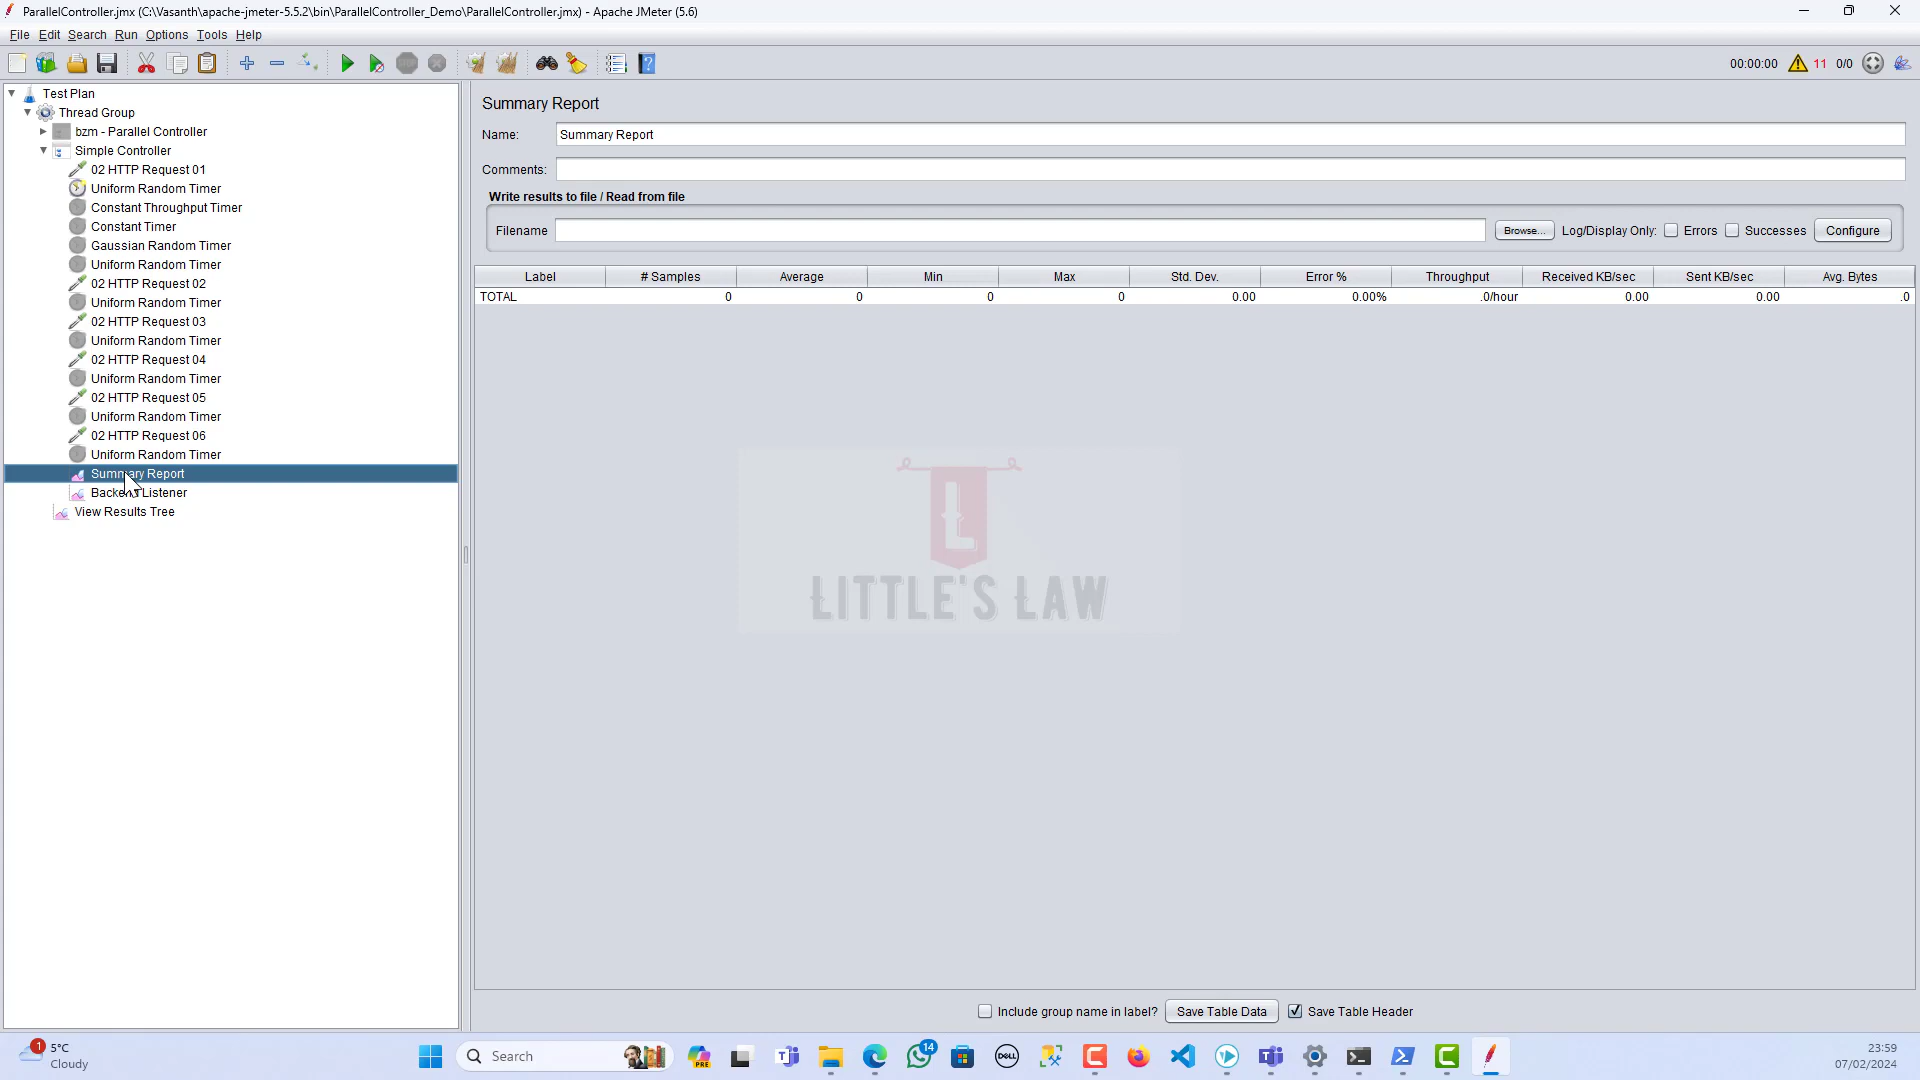 ParallelController.jmx (C:\Vasanth\apache-jmeter-5.5.2\bin\ParallelController_Demo\ParallelController.jmx) - Apache JMeter (5.6)
File Edit Search Run Options Tools Help
00:00:00 11 0/0
Test Plan
Thread Group
bzm - Parallel Controller
Simple Controller
02 HTTP Request 01
Uniform Random Timer
Constant Throughput Timer
Constant Timer
Gaussian Random Timer
Uniform Random Timer
02 HTTP Request 02
Uniform Random Timer
02 HTTP Request 03
Uniform Random Timer
02 HTTP Request 04
Uniform Random Timer
02 HTTP Request 05
Uniform Random Timer
02 HTTP Request 06
Uniform Random Timer
Summary Report
Backend Listener
View Results Tree
Summary Report
Name: Summary Report
Comments:
Write results to file / Read from file
Filename Browse... Log/Display Only: Errors Successes Configure
Label # Samples Average Min Max Std. Dev. Error % Throughput Received KB/sec Sent KB/sec Avg. Bytes
TOTAL 0 0 0 0 0.00 0.00% .0/hour 0.00 0.00 .0
L
LITTLE'S LAW
Include group name in label? Save Table Data Save Table Header
1 5°C
Cloudy
Search
PRE
14
DELL
23:59
07/02/2024